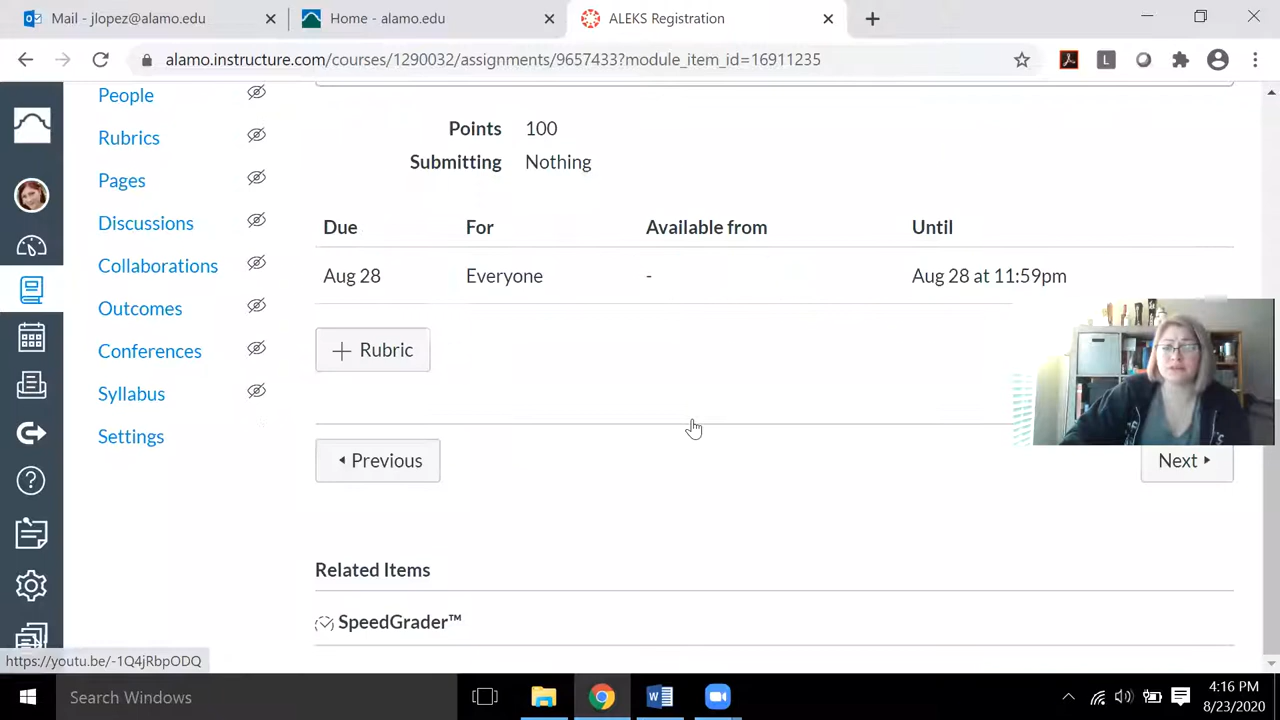 Mail - jlopez@alamo.edu
Home - alamo.edu
ALEKS Registration
alamo.instructure.com/courses/1290032/assignments/9657433?module_item_id=16911235
L
People
Rubrics
Pages
Discussions
Collaborations
Outcomes
Conferences
Syllabus
Settings
Points 100
Submitting Nothing
Due For Available from Until
Aug 28 Everyone - Aug 28 at 11:59pm
+ Rubric
Previous
Next
Related Items
SpeedGrader™
https://youtu.be/-1Q4jRbpODQ
Search Windows
4:16 PM
8/23/2020